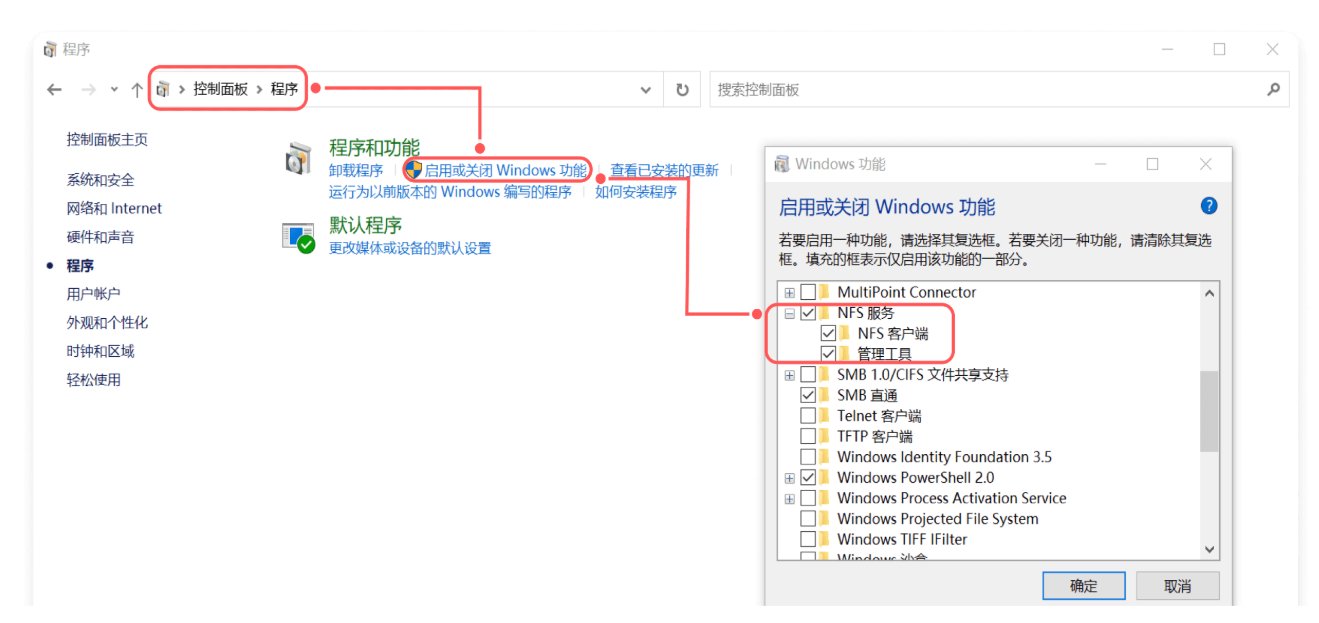 程序
控制面板 > 程序
搜索控制面板
控制面板主页
系统和安全
网络和 Internet
硬件和声音
程序
用户帐户
外观和个性化
时钟和区域
轻松使用
程序和功能
卸载程序 启用或关闭 Windows 功能 查看已安装的更新
运行为以前版本的 Windows 编写的程序 如何安装程序
默认程序
更改媒体或设备的默认设置
Windows 功能
启用或关闭 Windows 功能
若要启用一种功能，请选择其复选框。若要关闭一种功能，请清除其复选
框。填充的框表示仅启用该功能的一部分。
MultiPoint Connector
NFS 服务
NFS 客户端
管理工具
SMB 1.0/CIFS 文件共享支持
SMB 直通
Telnet 客户端
TFTP 客户端
Windows Identity Foundation 3.5
Windows PowerShell 2.0
Windows Process Activation Service
Windows Projected File System
Windows TIFF IFilter
Windows 沙盒
确定 取消